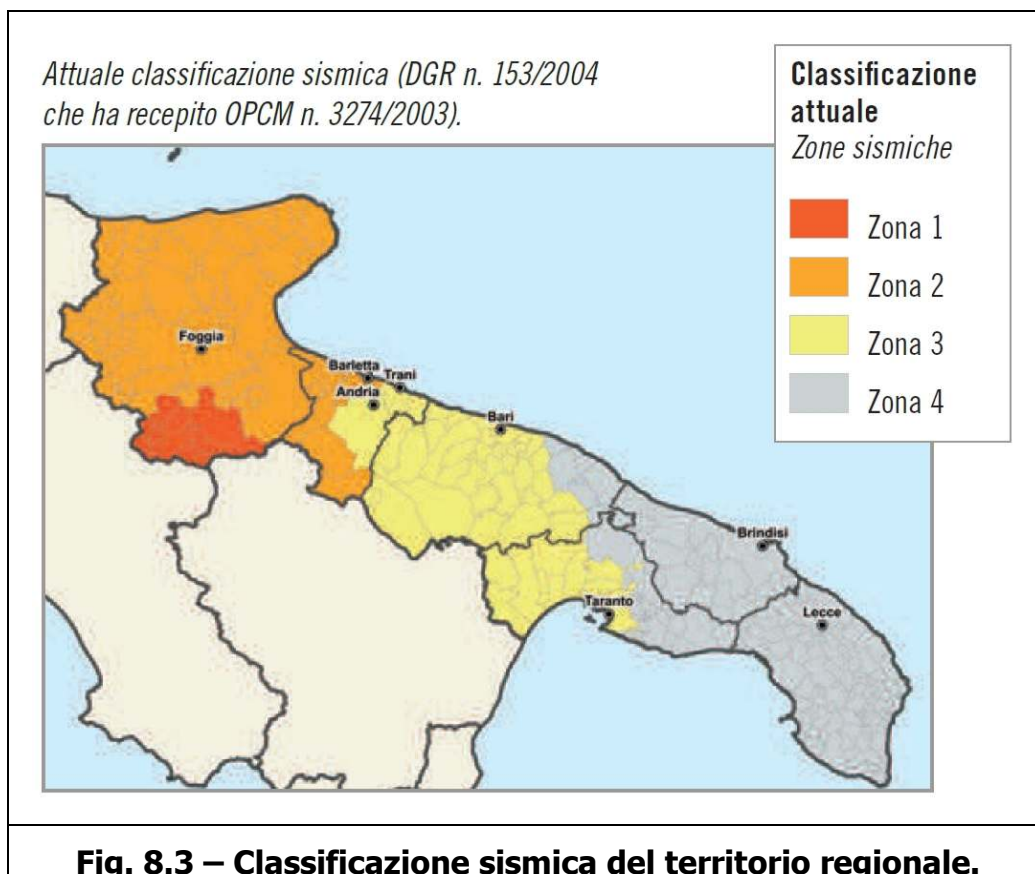 Attuale classificazione sismica (DGR n. 153/2004
che ha recepito OPCM n. 3274/2003).
Classificazione
attuale
Zone sismiche
Zona 1
Zona 2
Zona 3
Zona 4
Foggia
Barletta
Trani
Andria
Bari
Brindisi
Taranto
Lecce
Fig. 8.3 – Classificazione sismica del territorio regionale.